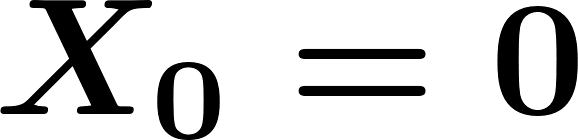 X₀ = 0